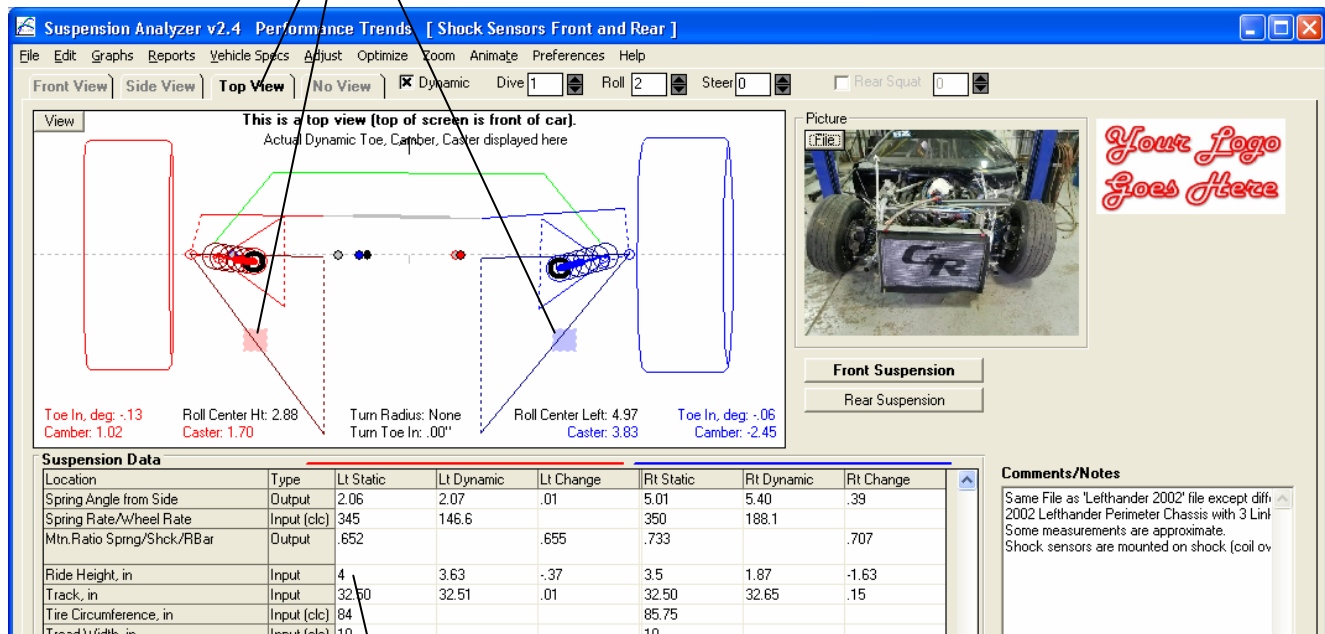 Suspension Analyzer v2.4 Performance Trends [ Shock Sensors Front and Rear ]
File Edit Graphs Reports Vehicle Specs Adjust Optimize Zoom Animate Preferences Help
Front View Side View Top View No View Dynamic Dive 1 Roll 2 Steer 0 Rear Squat 0
View
This is a top view (top of screen is front of car).
Actual Dynamic Toe, Camber, Caster displayed here
Toe In, deg: -.13 Roll Center Ht: 2.88 Turn Radius: None Roll Center Left: 4.97 Toe In, deg: -.06
Camber: 1.02 Caster: 1.70 Turn Toe In: .00" Caster: 3.83 Camber: -2.45
Picture
File
GR
Your Logo
Goes Here
Front Suspension
Rear Suspension
Suspension Data
Location Type Lt Static Lt Dynamic Lt Change Rt Static Rt Dynamic Rt Change
Spring Angle from Side Output 2.06 2.07 .01 5.01 5.40 .39
Spring Rate/Wheel Rate Input (clc) 345 146.6 350 188.1
Mtn.Ratio Sprng/Shck/RBar Output .652 .655 .733 .707
Ride Height, in Input 4 3.63 -.37 3.5 1.87 -1.63
Track, in Input 32.50 32.51 .01 32.50 32.65 .15
Tire Circumference, in Input (clc) 84 85.75
Tread Width, in Input (clc) 10 10
Comments/Notes
Same File as 'Lefthander 2002' file except diff
2002 Lefthander Perimeter Chassis with 3 Link
Some measurements are approximate.
Shock sensors are mounted on shock (coil ov